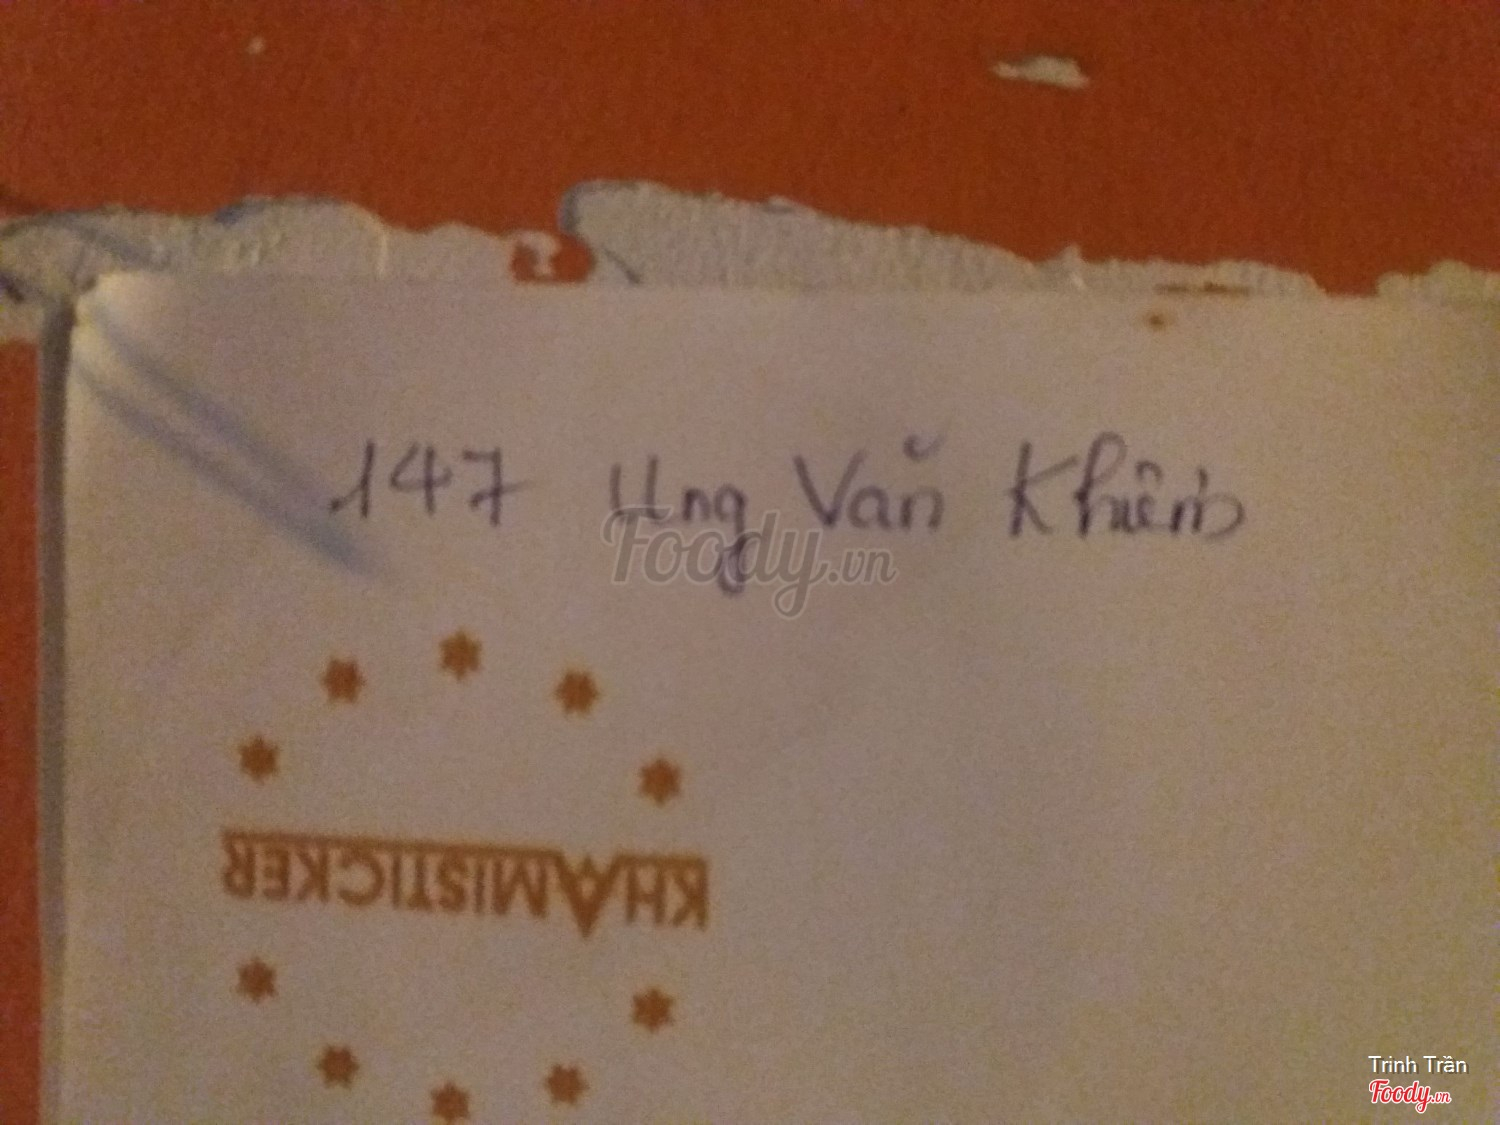 147 Ung Văn Khiêm
Foody.vn
KHAMISTICKER
Trinh Trần
Foody.vn